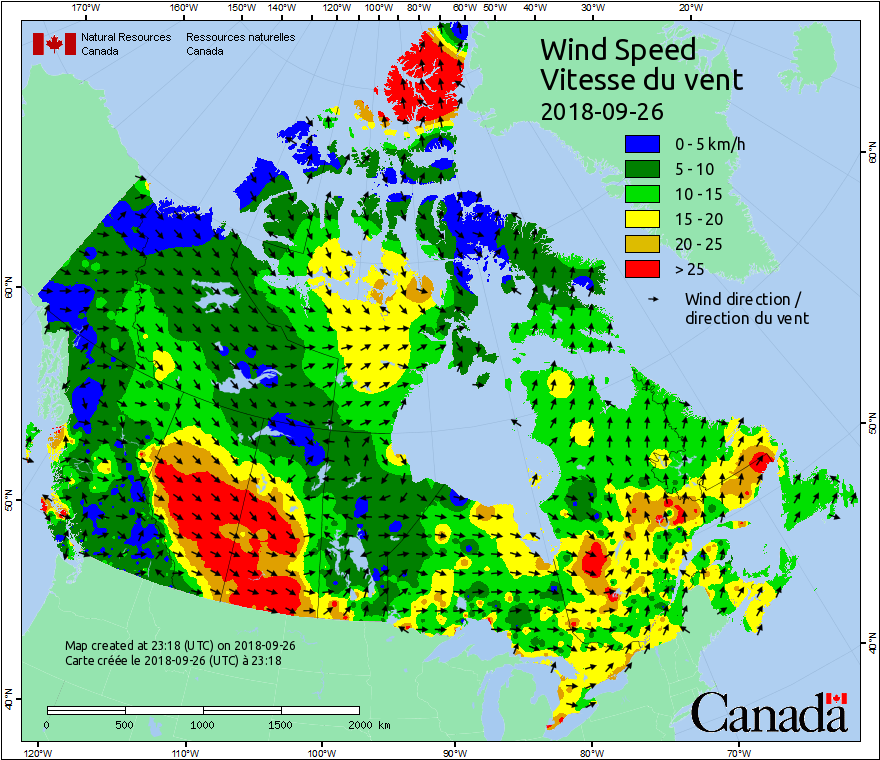 170°W 160°W 150°W 140°W 120°W 100°W 80°W 60°W 50°W 40°W 30°W 20°W
Natural Resources Ressources naturelles
Canada Canada
Wind Speed
Vitesse du vent
2018-09-26
0 - 5 km/h
5 - 10
10 - 15
15 - 20
20 - 25
> 25
Wind direction /
direction du vent
60°N
50°N
40°N
60°N
50°N
40°N
Map created at 23:18 (UTC) on 2018-09-26
Carte créée le 2018-09-26 (UTC) à 23:18
0 500 1000 1500 2000 km
Canada
120°W 110°W 100°W 90°W 80°W 70°W